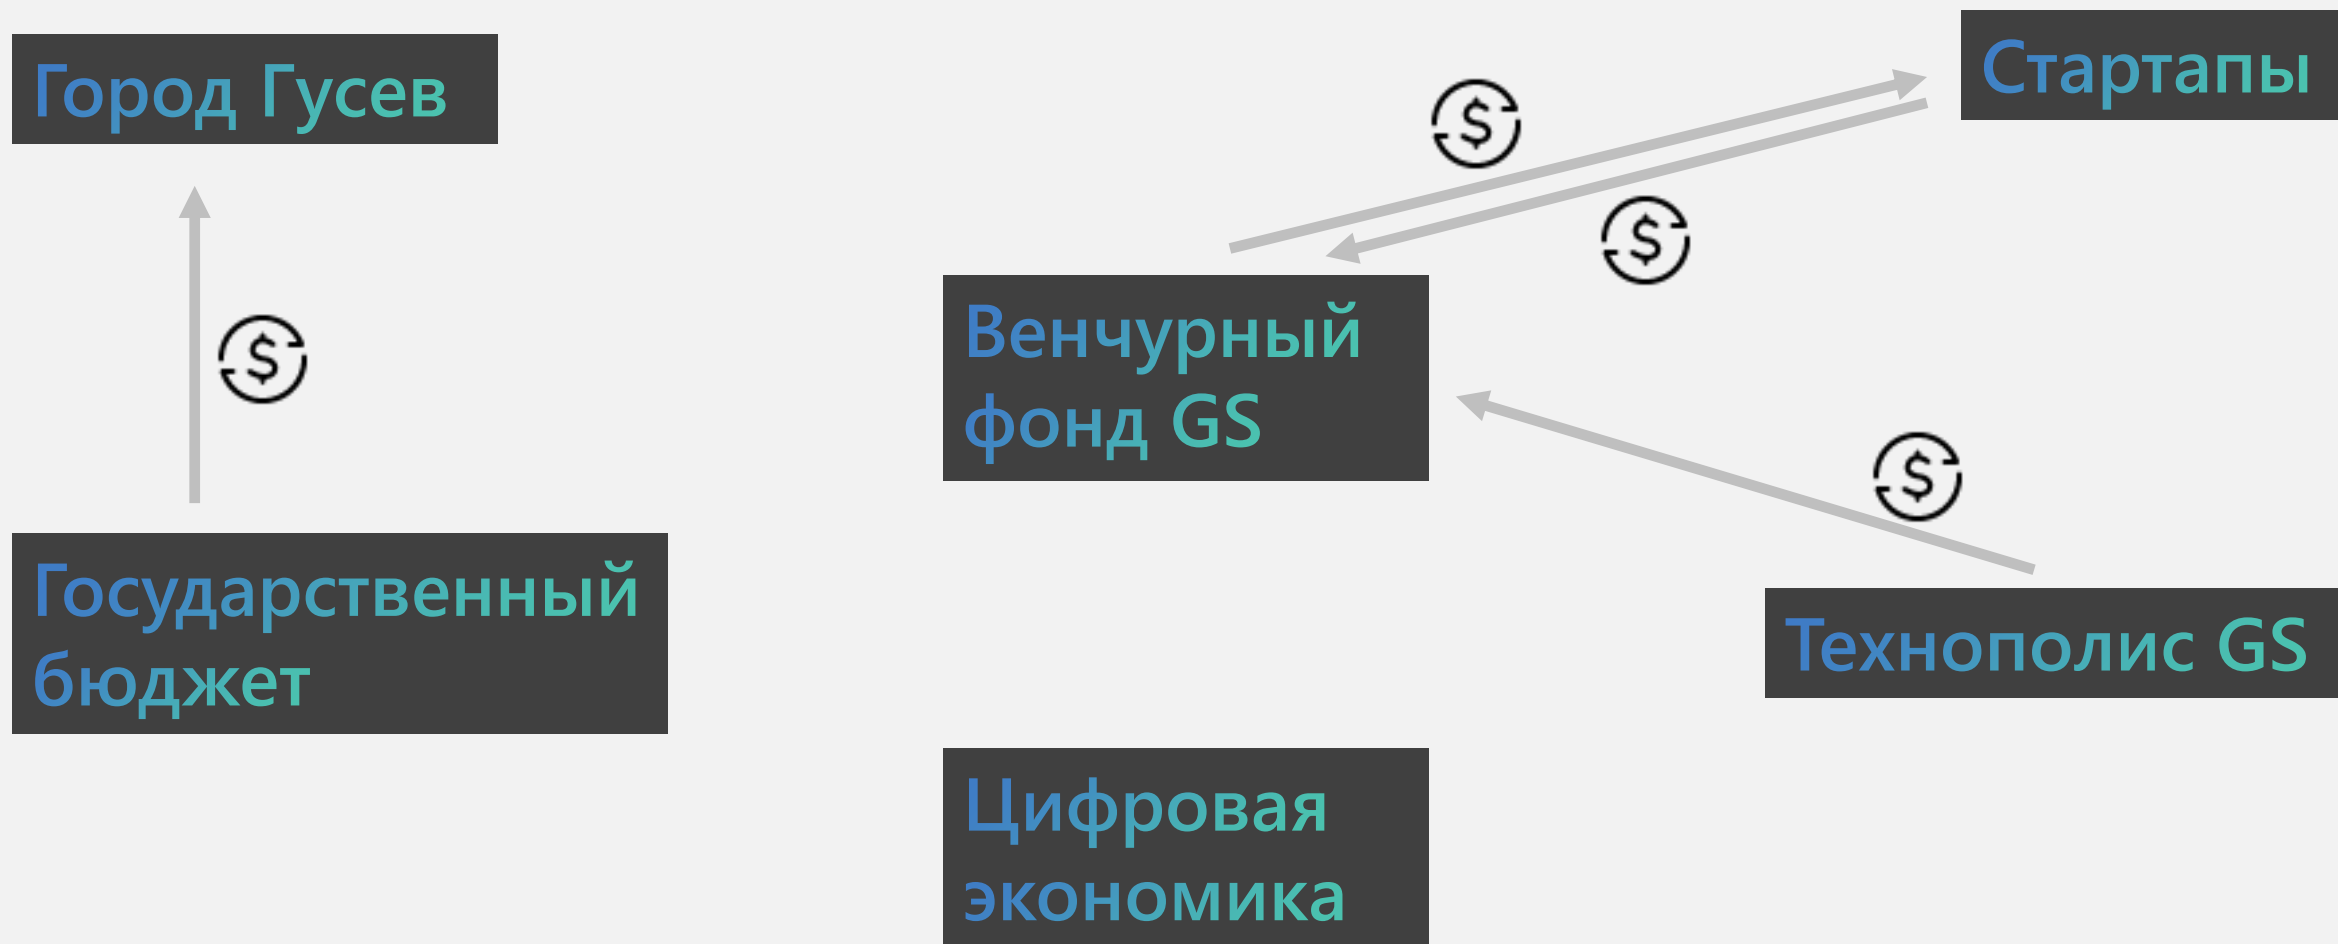 Город Гусев
Стартапы
Венчурный
фонд GS
Государственный
бюджет
Технополис GS
Цифровая
экономика